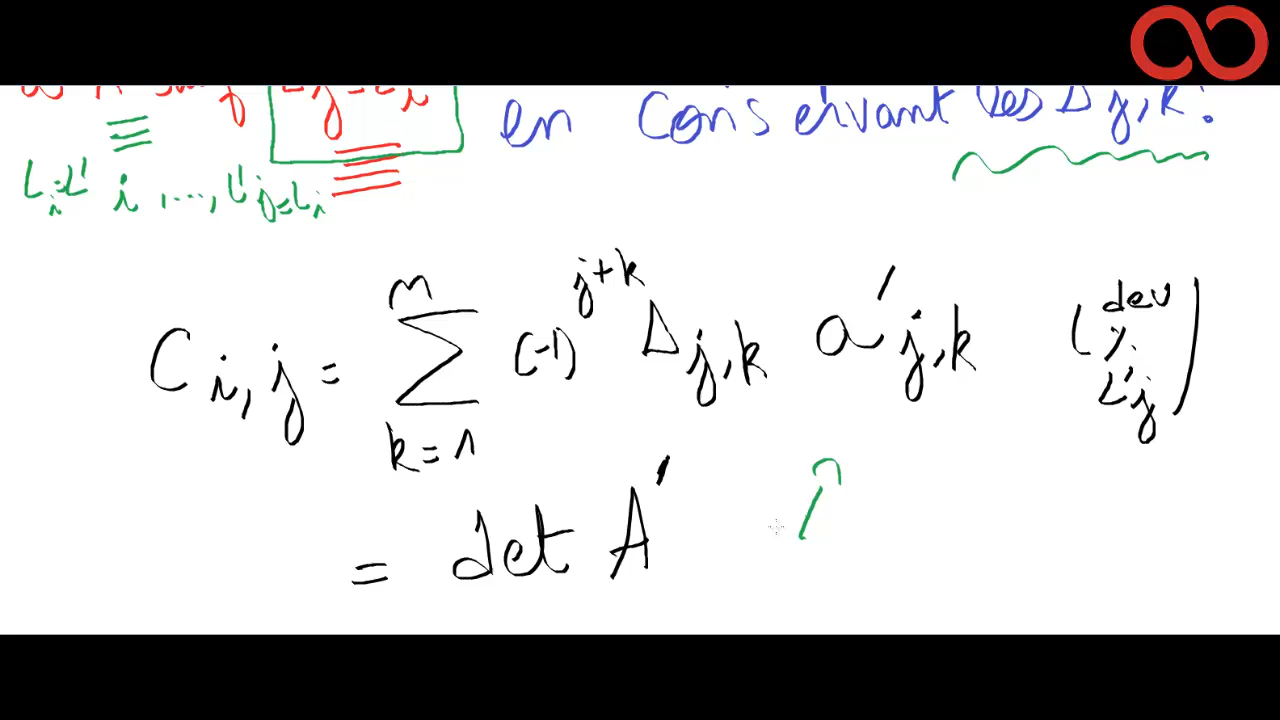 en conservant les Δj,k :
Li=L'i, ..., L'j=Li
Ci,j = n∑k=1 (-1)^j+k Δj,k a'j,k (dev % L'j)
= det A'